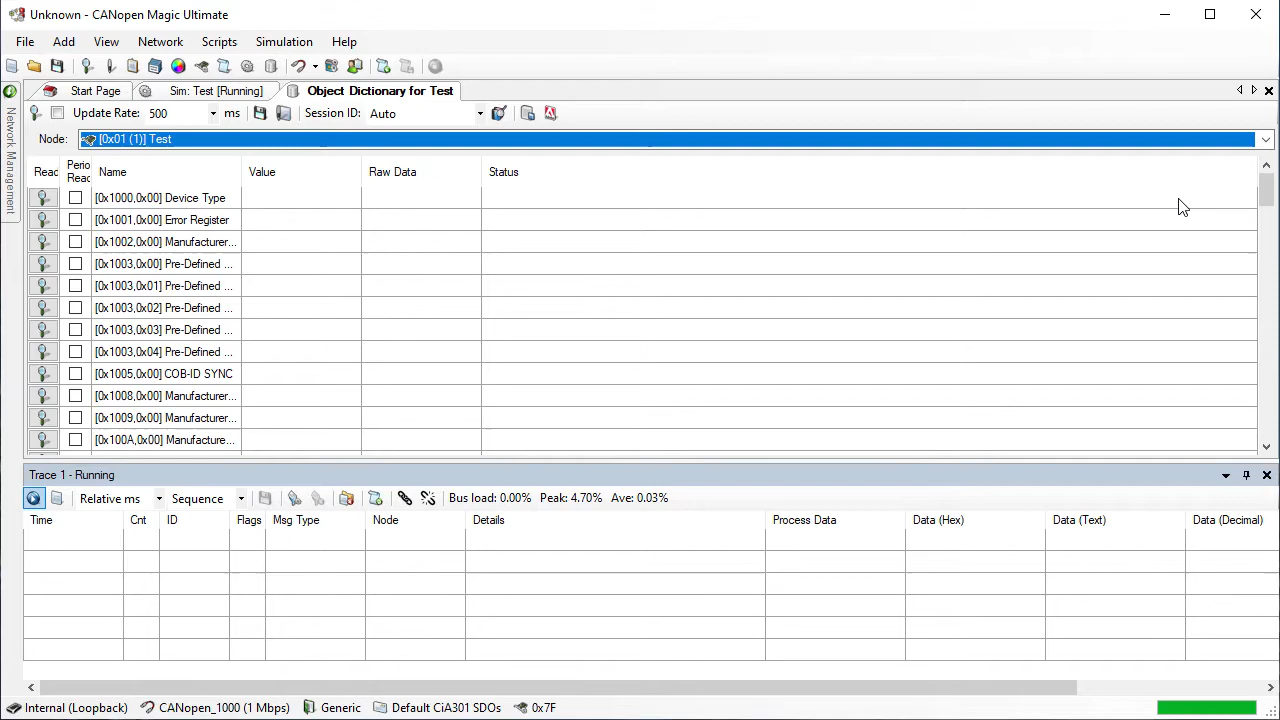 Unknown - CANopen Magic Ultimate
File Add View Network Scripts Simulation Help
Start Page Sim: Test [Running] Object Dictionary for Test
Update Rate: 500 ms Session ID: Auto
Node: [0x01 (1)] Test
Network Management
Read Perio Read Name Value Raw Data Status
[0x1000,0x00] Device Type
[0x1001,0x00] Error Register
[0x1002,0x00] Manufacturer...
[0x1003,0x00] Pre-Defined ...
[0x1003,0x01] Pre-Defined ...
[0x1003,0x02] Pre-Defined ...
[0x1003,0x03] Pre-Defined ...
[0x1003,0x04] Pre-Defined ...
[0x1005,0x00] COB-ID SYNC
[0x1008,0x00] Manufacturer...
[0x1009,0x00] Manufacturer...
[0x100A,0x00] Manufacture...
Trace 1 - Running
Relative ms Sequence Bus load: 0.00% Peak: 4.70% Ave: 0.03%
Time Cnt ID Flags Msg Type Node Details Process Data Data (Hex) Data (Text) Data (Decimal)
Internal (Loopback) CANopen_1000 (1 Mbps) Generic Default CiA301 SDOs 0x7F